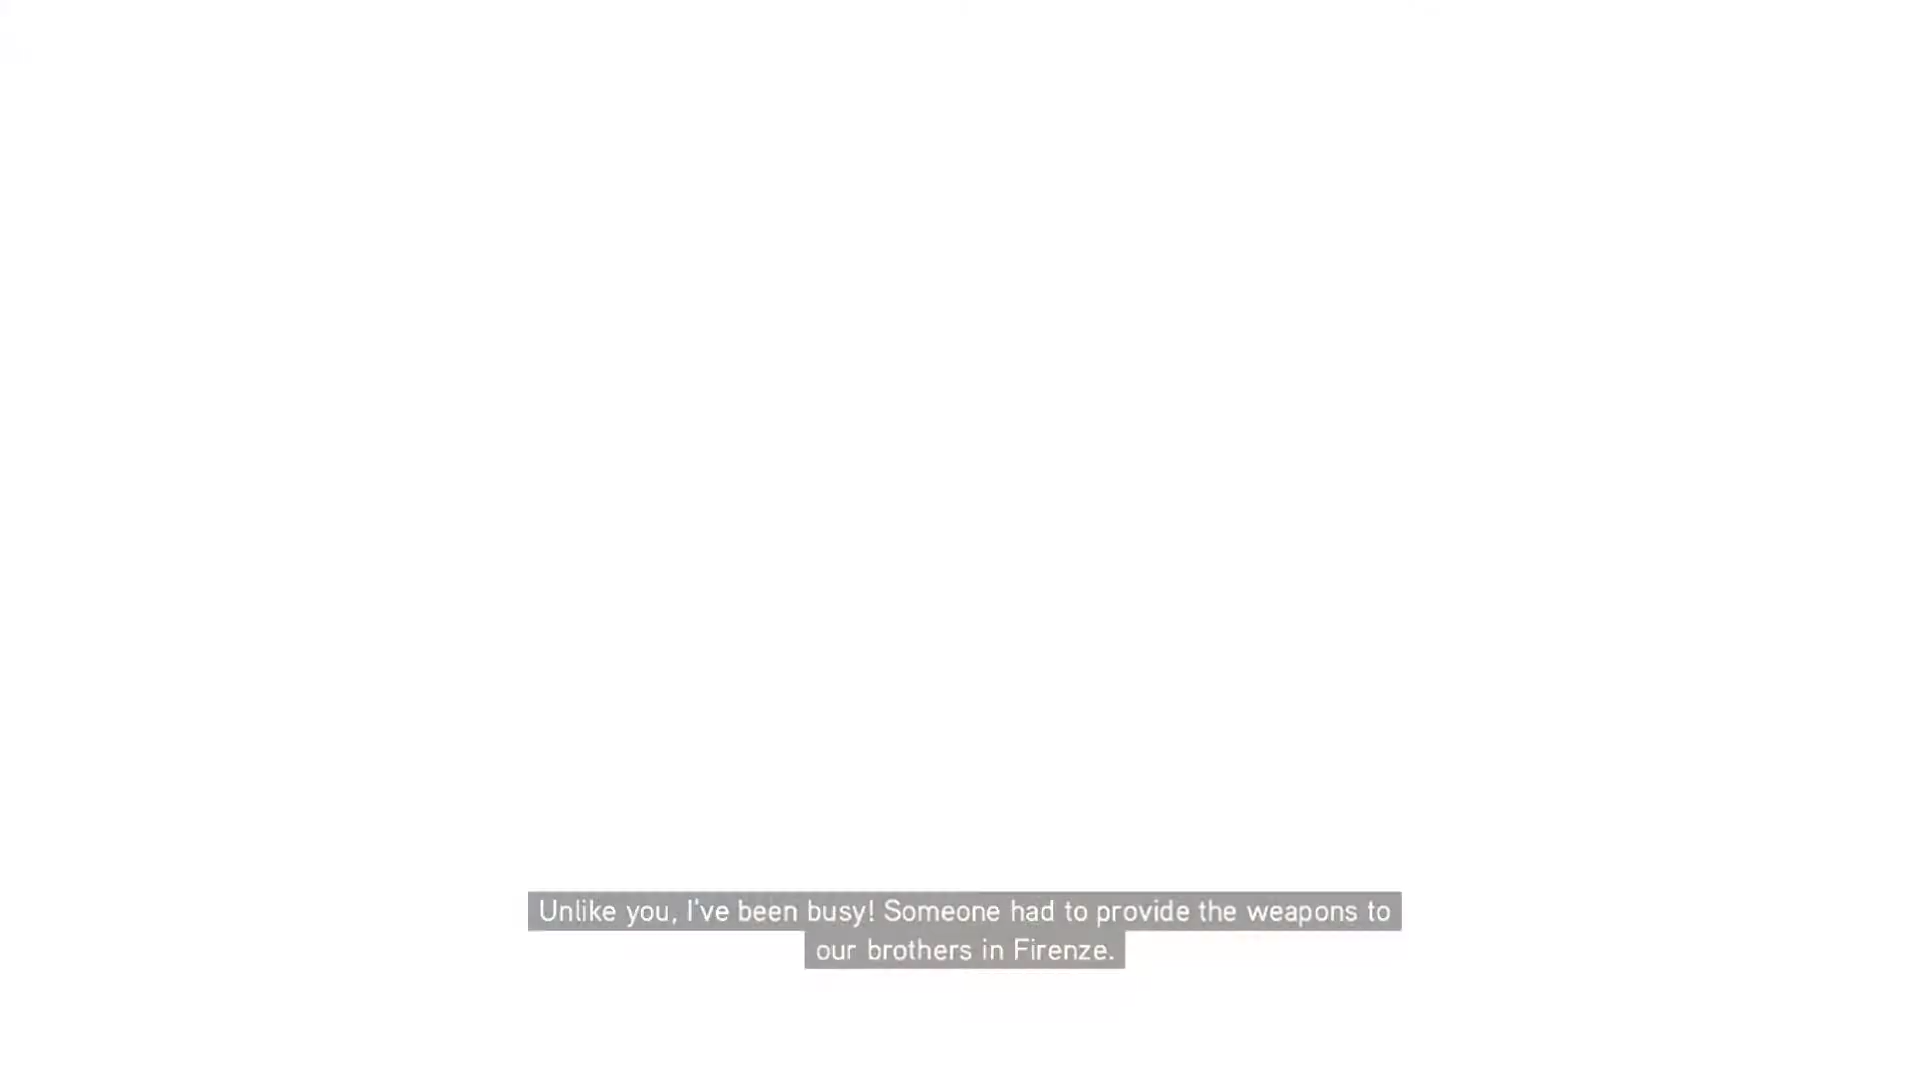 Unlike you, I've been busy! Someone had to provide the weapons to
our brothers in Firenze.